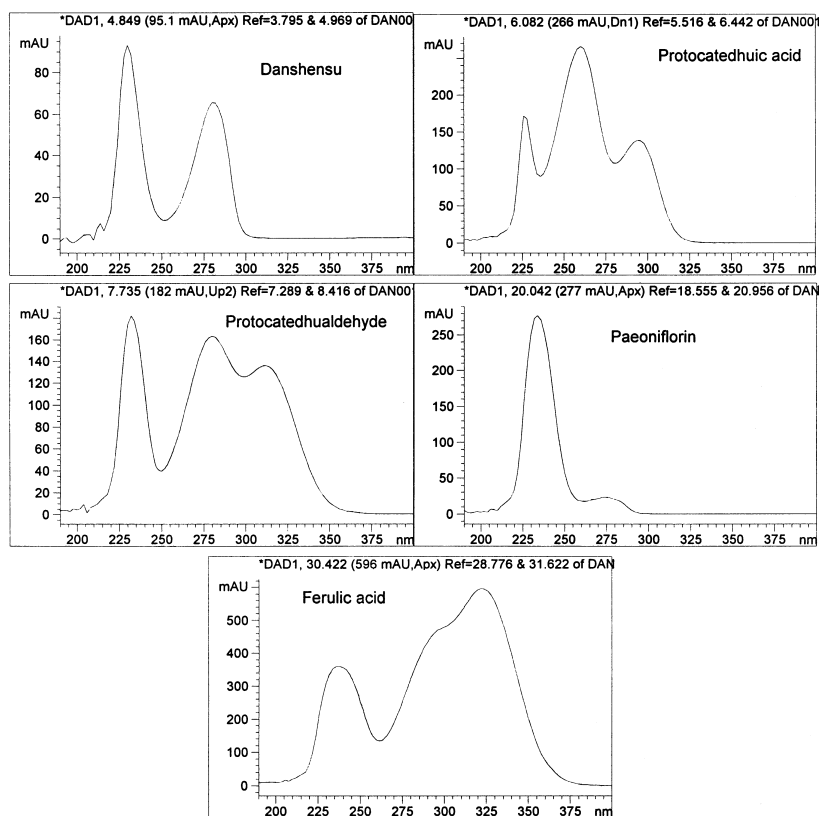 *DAD1, 4.849 (95.1 mAU,Apx) Ref=3.795 & 4.969 of DAN00
mAU
Danshensu
80
60
40
20
0
200 225 250 275 300 325 350 375 nm
*DAD1, 6.082 (266 mAU,Dn1) Ref=5.516 & 6.442 of DAN001
mAU
Protocatedhuic acid
200
150
100
50
0
200 225 250 275 300 325 350 375 nm
*DAD1, 7.735 (182 mAU,Up2) Ref=7.289 & 8.416 of DAN001
mAU
Protocatedhualdehyde
160
140
120
100
80
60
40
20
0
200 225 250 275 300 325 350 375 nm
*DAD1, 20.042 (277 mAU,Apx) Ref=18.555 & 20.956 of DAN
mAU
Paeoniflorin
250
200
150
100
50
0
200 225 250 275 300 325 350 375 nm
*DAD1, 30.422 (596 mAU,Apx) Ref=28.776 & 31.622 of DAN
mAU
Ferulic acid
500
400
300
200
100
0
200 225 250 275 300 325 350 375 nm